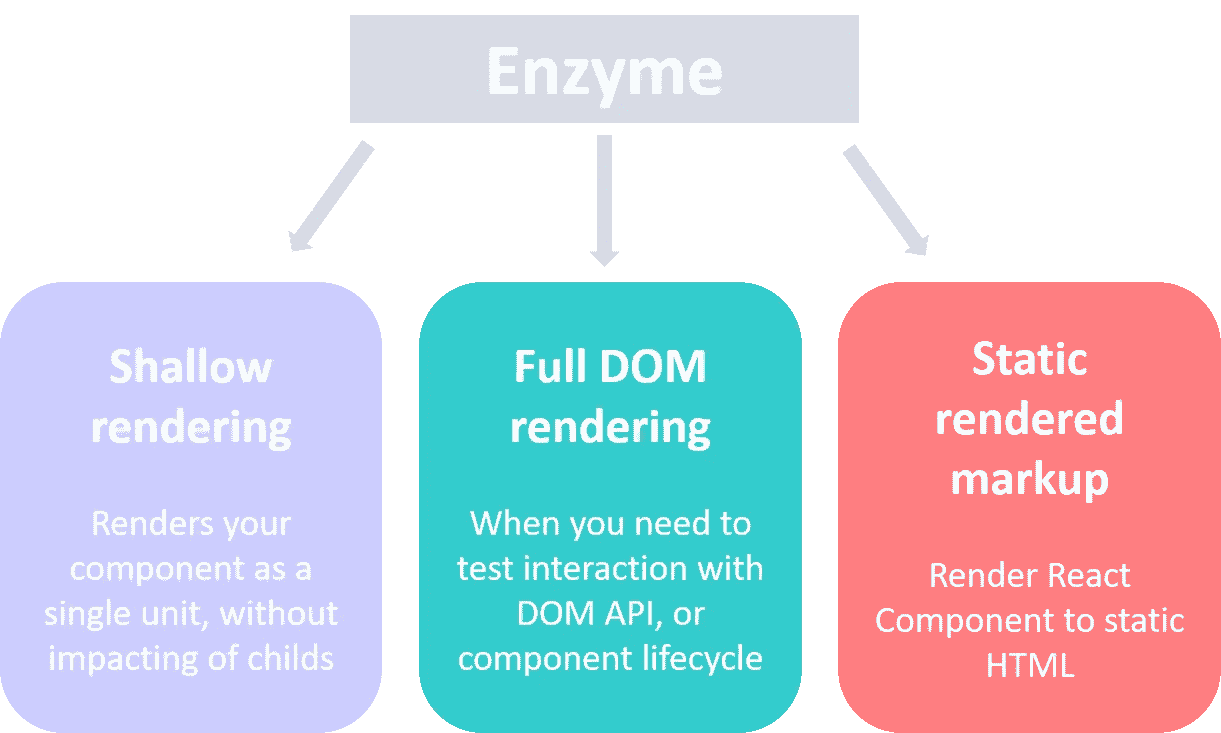 Enzyme
Shallow
rendering
Renders your
component as a
single unit, without
impacting of childs
Full DOM
rendering
When you need to
test interaction with
DOM API, or
component lifecycle
Static
rendered
markup
Render React
Component to static
HTML